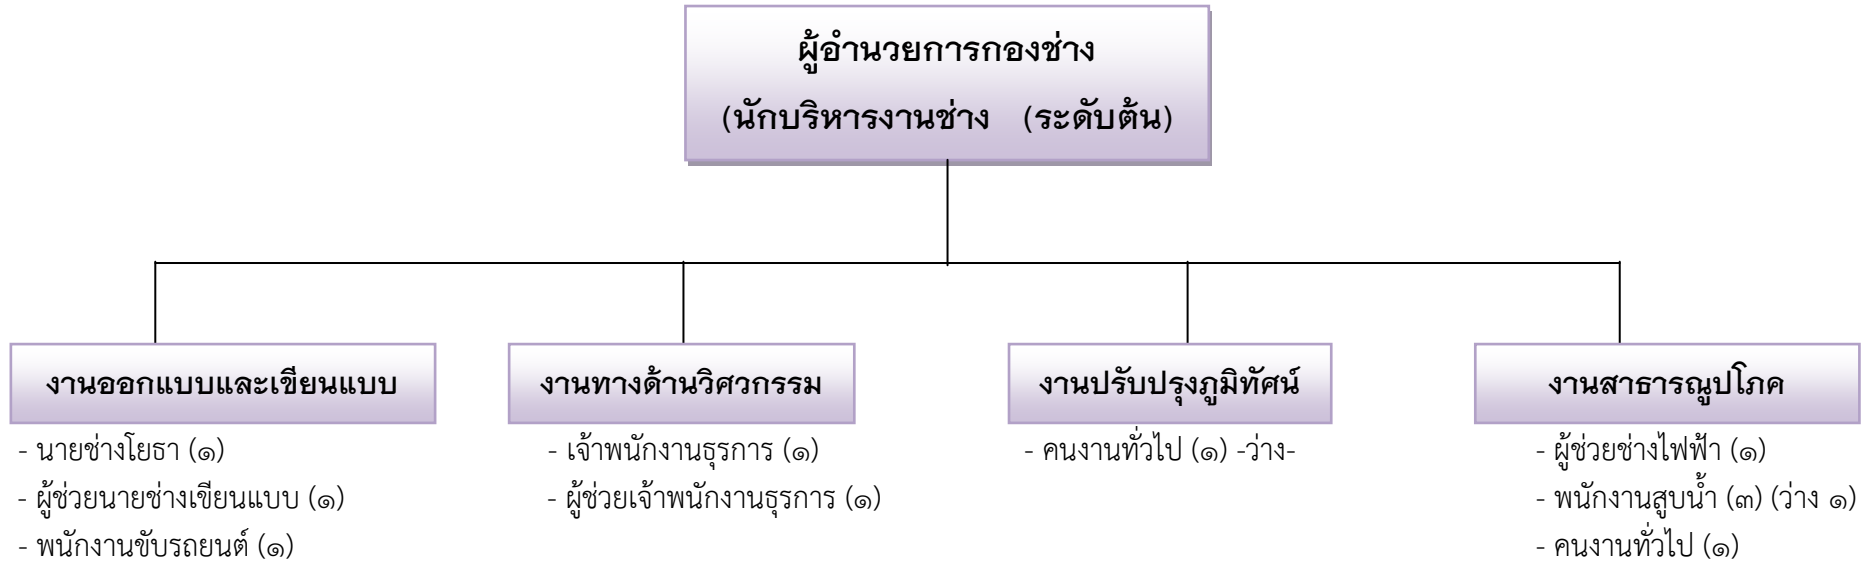 ผู้อำนวยการกองช่าง
(นักบริหารงานช่าง (ระดับต้น)
งานออกแบบและเขียนแบบ
- นายช่างโยธา (๑)
- ผู้ช่วยนายช่างเขียนแบบ (๑)
- พนักงานขับรถยนต์ (๑)
งานทางด้านวิศวกรรม
- เจ้าพนักงานธุรการ (๑)
- ผู้ช่วยเจ้าพนักงานธุรการ (๑)
งานปรับปรุงภูมิทัศน์
- คนงานทั่วไป (๑) -ว่าง-
งานสาธารณูปโภค
- ผู้ช่วยช่างไฟฟ้า (๑)
- พนักงานสูบน้ำ (๓) (ว่าง ๑)
- คนงานทั่วไป (๑)